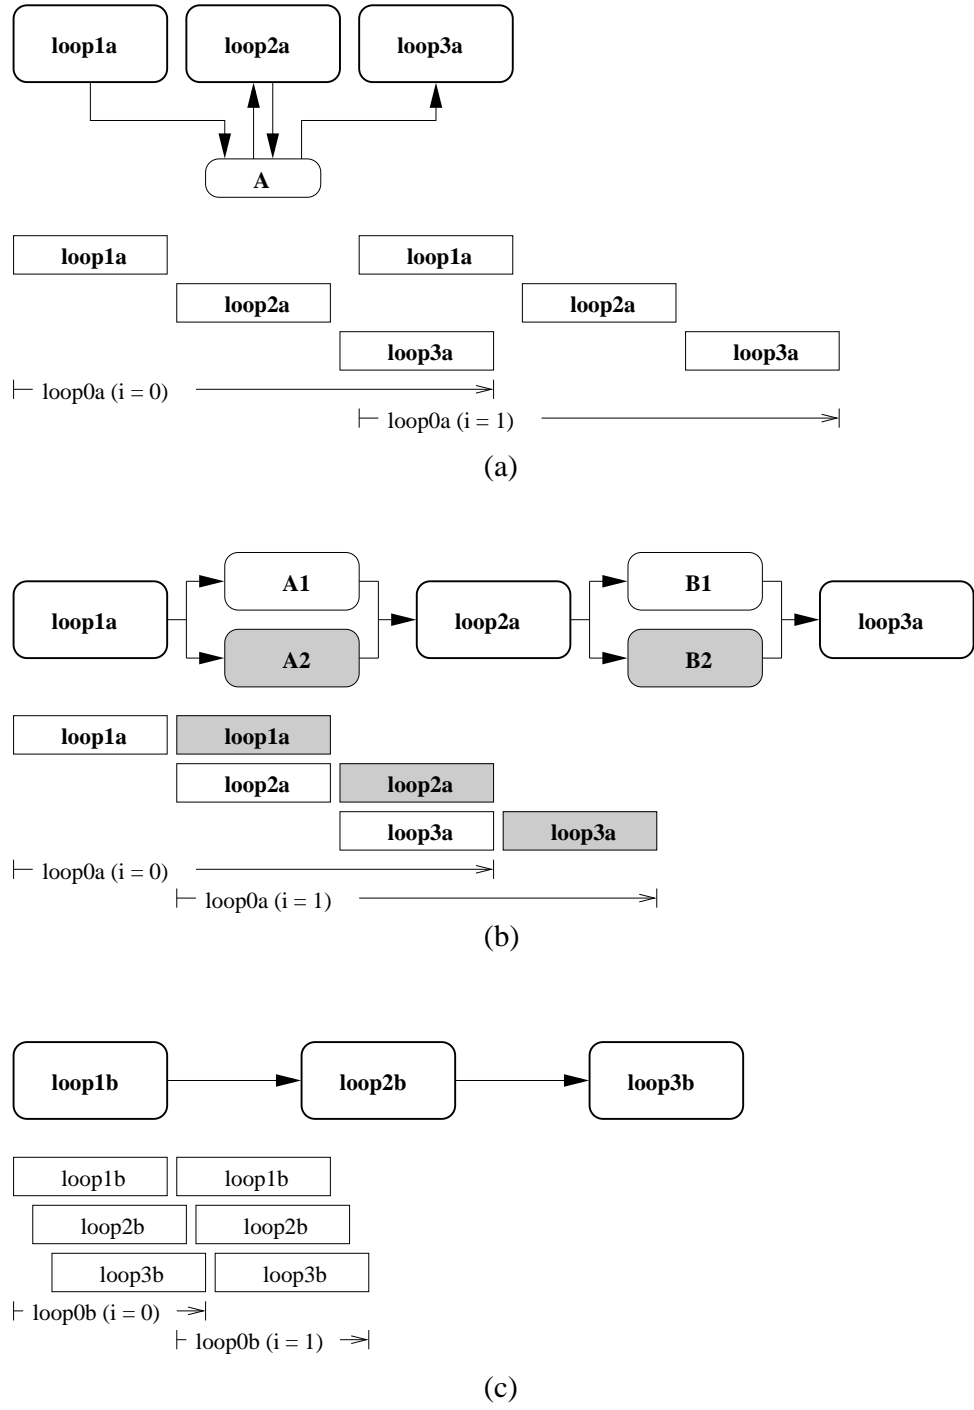 loop1a loop2a loop3a
A
loop1a loop1a
loop2a loop2a
loop3a loop3a
loop0a (i = 0)
loop0a (i = 1)
(a)
A1 B1
loop1a loop2a loop3a
A2 B2
loop1a loop1a
loop2a loop2a
loop3a loop3a
loop0a (i = 0)
loop0a (i = 1)
(b)
loop1b loop2b loop3b
loop1b loop1b
loop2b loop2b
loop3b loop3b
loop0b (i = 0)
loop0b (i = 1)
(c)